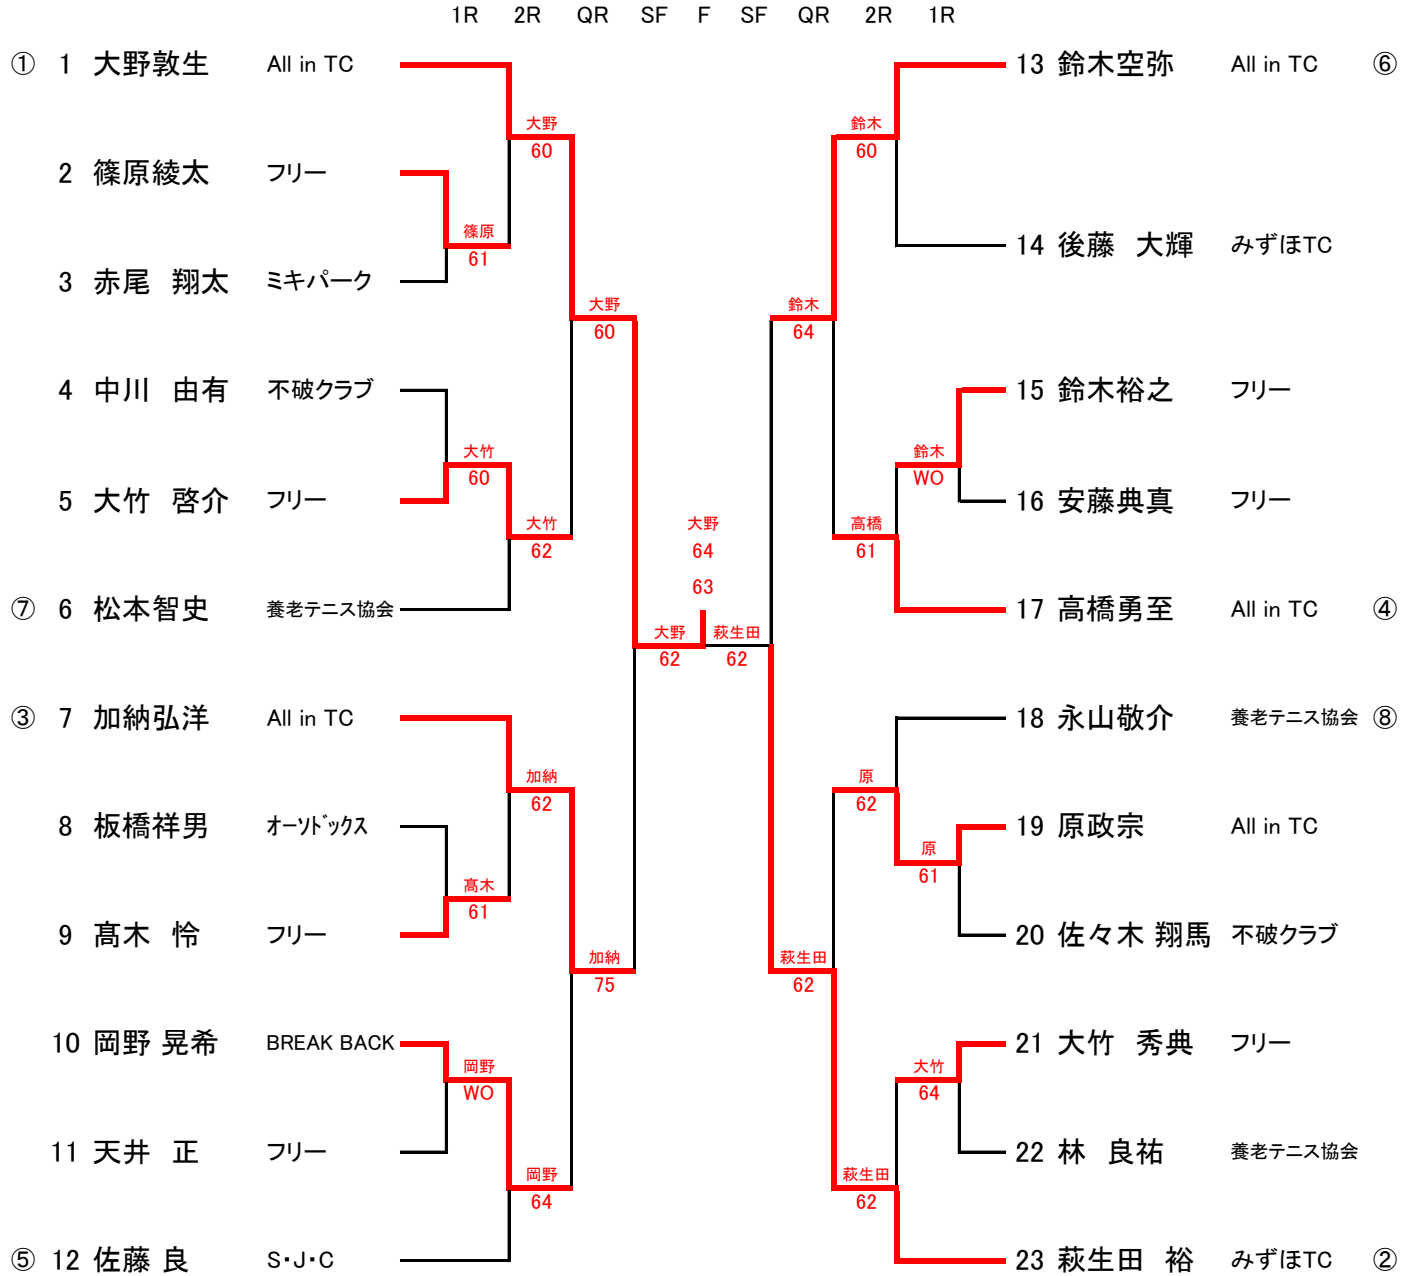 1R 2R QR SF F SF QR 2R 1R
① 1 大野敦生 All in TC
13 鈴木空弥 All in TC ⑥
大野
60
鈴木
60
2 篠原綾太 フリー
篠原
61
14 後藤 大輝 みずほTC
3 赤尾 翔太 ミキパーク
大野
60
鈴木
64
4 中川 由有 不破クラブ
15 鈴木裕之 フリー
大竹
60
鈴木
WO
5 大竹 啓介 フリー
16 安藤典真 フリー
大竹
62
大野
64
63
高橋
61
⑦ 6 松本智史 養老テニス協会
17 高橋勇至 All in TC ④
大野
62
萩生田
62
③ 7 加納弘洋 All in TC
18 永山敬介 養老テニス協会 ⑧
加納
62
原
62
8 板橋祥男 オーソドックス
19 原政宗 All in TC
原
61
髙木
61
9 髙木 怜 フリー
20 佐々木 翔馬 不破クラブ
加納
75
萩生田
62
10 岡野 晃希 BREAK BACK
21 大竹 秀典 フリー
岡野
WO
大竹
64
11 天井 正 フリー
22 林 良祐 養老テニス協会
岡野
64
萩生田
62
⑤ 12 佐藤 良 S・J・C
23 萩生田 裕 みずほTC ②